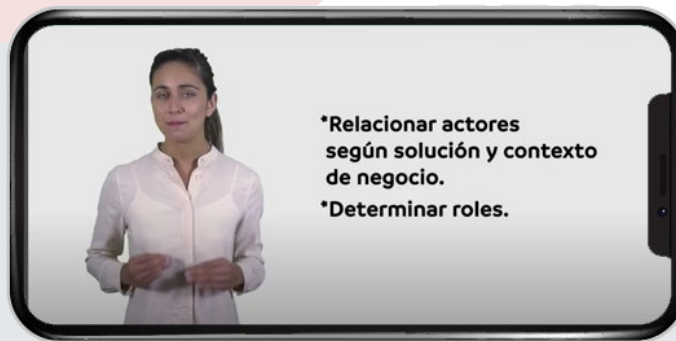 *Relacionar actores
según solución y contexto
de negocio.
*Determinar roles.